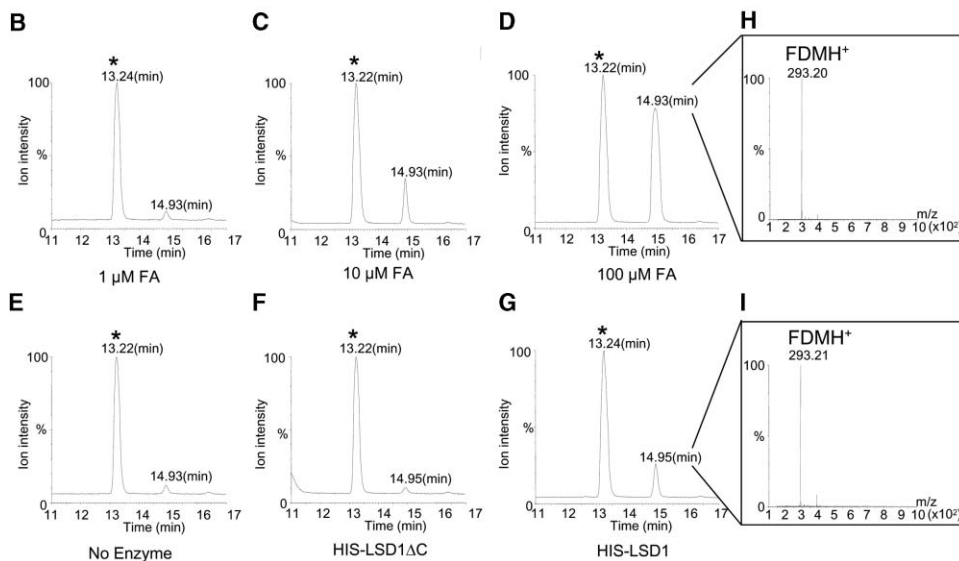 B
*
13.24(min)
100
Ion intensity
%
14.93(min)
0
11 12 13 14 15 16 17
Time (min)
1 μM FA
C
*
13.22(min)
100
Ion intensity
%
14.93(min)
0
11 12 13 14 15 16 17
Time (min)
10 μM FA
D
*
13.22(min)
100
14.93(min)
Ion intensity
%
0
11 12 13 14 15 16 17
Time (min)
100 μM FA
H
FDMH⁺
293.20
100
%
0
m/z
1 2 3 4 5 6 7 8 9 10 (x10²)
E
*
13.22(min)
100
Ion intensity
%
14.93(min)
0
11 12 13 14 15 16 17
Time (min)
No Enzyme
F
*
13.22(min)
100
Ion intensity
%
14.95(min)
0
11 12 13 14 15 16 17
Time (min)
HIS-LSD1ΔC
G
*
13.24(min)
100
Ion intensity
%
14.95(min)
0
11 12 13 14 15 16 17
Time (min)
HIS-LSD1
I
FDMH⁺
293.21
100
%
0
m/z
1 2 3 4 5 6 7 8 9 10 (x10²)